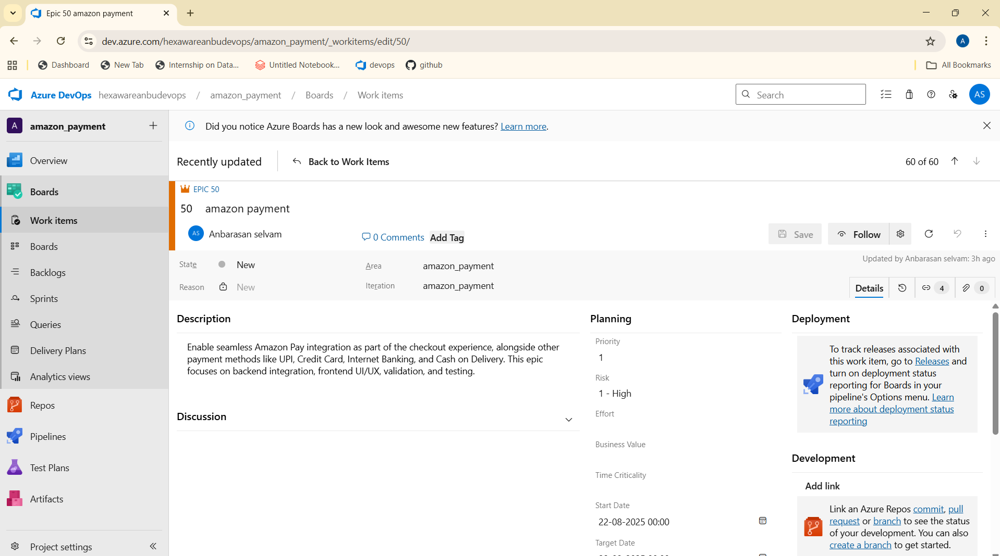 Epic 50 amazon payment
dev.azure.com/hexawareanbudevops/amazon_payment/_workitems/edit/50/
A
Dashboard
New Tab
Internship on Data...
Untitled Notebook...
devops
github
All Bookmarks
Azure DevOps
hexawareanbudevops / amazon_payment / Boards / Work items
Search
AS
A
amazon_payment
Overview
Boards
Work items
Boards
Backlogs
Sprints
Queries
Delivery Plans
Analytics views
Repos
Pipelines
Test Plans
Artifacts
Project settings
Did you notice Azure Boards has a new look and awesome new features? Learn more.
Recently updated
Back to Work Items
60 of 60
EPIC 50
50 amazon payment
AS
Anbarasan selvam
0 Comments
Add Tag
Save
Follow
State
New
Area
amazon_payment
Updated by Anbarasan selvam: 3h ago
Reason
New
Iteration
amazon_payment
Details
4
0
Description
Enable seamless Amazon Pay integration as part of the checkout experience, alongside other
payment methods like UPI, Credit Card, Internet Banking, and Cash on Delivery. This epic
focuses on backend integration, frontend UI/UX, validation, and testing.
Discussion
Planning
Priority
1
Risk
1 - High
Effort
Business Value
Time Criticality
Start Date
22-08-2025 00:00
Target Date
Deployment
To track releases associated with
this work item, go to Releases and
turn on deployment status
reporting for Boards in your
pipeline's Options menu. Learn
more about deployment status
reporting
Development
Add link
Link an Azure Repos commit, pull
request or branch to see the status
of your development. You can also
create a branch to get started.